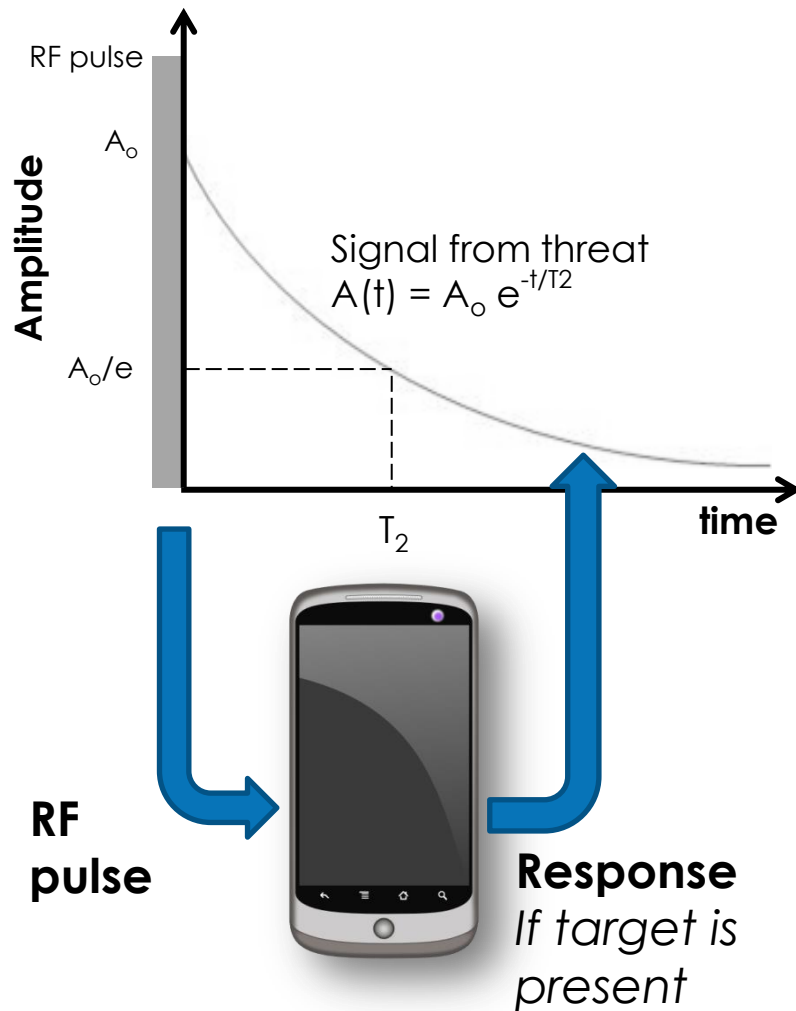 RF pulse
Aₒ
Amplitude
Signal from threat
A(t) = Aₒ e^-t/T2
Aₒ/e
time
T₂
RF
pulse
Response
If target is
present